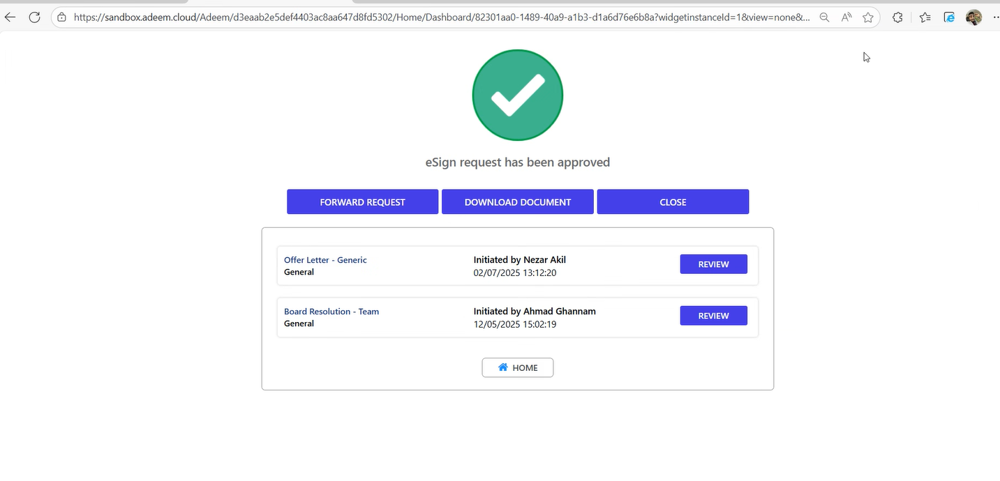 https://sandbox.adeem.cloud/Adeem/d3eaab2e5def4403ac8aa647d8fd5302/Home/Dashboard/82301aa0-1489-40a9-a1b3-d1a6d76e6b8a?widgetinstanceId=1&view=none&...
eSign request has been approved
FORWARD REQUEST
DOWNLOAD DOCUMENT
CLOSE
Offer Letter - Generic
General
Initiated by Nezar Akil
02/07/2025 13:12:20
REVIEW
Board Resolution - Team
General
Initiated by Ahmad Ghannam
12/05/2025 15:02:19
REVIEW
HOME